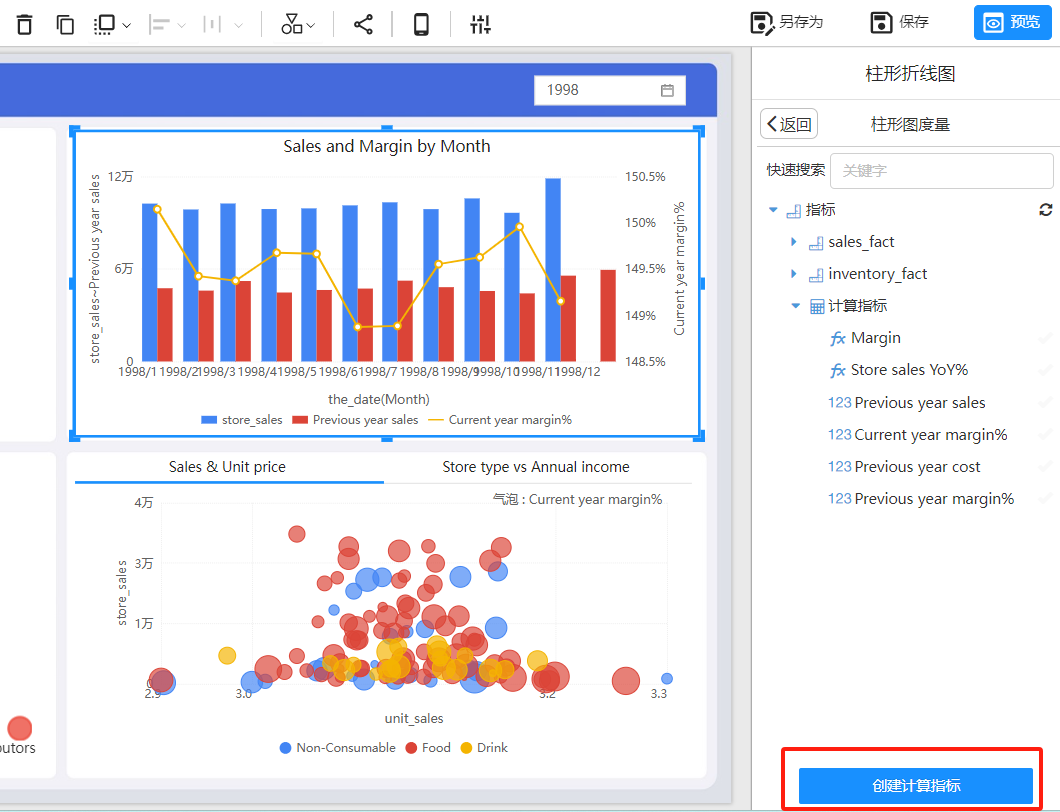 另存为
保存
预览
1998
柱形折线图
返回
柱形图度量
快速搜索
关键字
指标
sales_fact
inventory_fact
计算指标
fx Margin
fx Store sales YoY%
123 Previous year sales
123 Current year margin%
123 Previous year cost
123 Previous year margin%
创建计算指标
Sales and Margin by Month
store_sales~Previous year sales
12万
6万
0
150.5%
150%
149.5%
149%
148.5%
Current year margin%
1998/1 1998/2 1998/3 1998/4 1998/5 1998/6 1998/7 1998/8 1998/9 1998/10 1998/11 1998/12
the_date(Month)
store_sales Previous year sales Current year margin%
Sales & Unit price
Store type vs Annual income
气泡 : Current year margin%
store_sales
4万
3万
1万
0
2.9 3.0 3.2 3.3
unit_sales
Non-Consumable Food Drink
butors